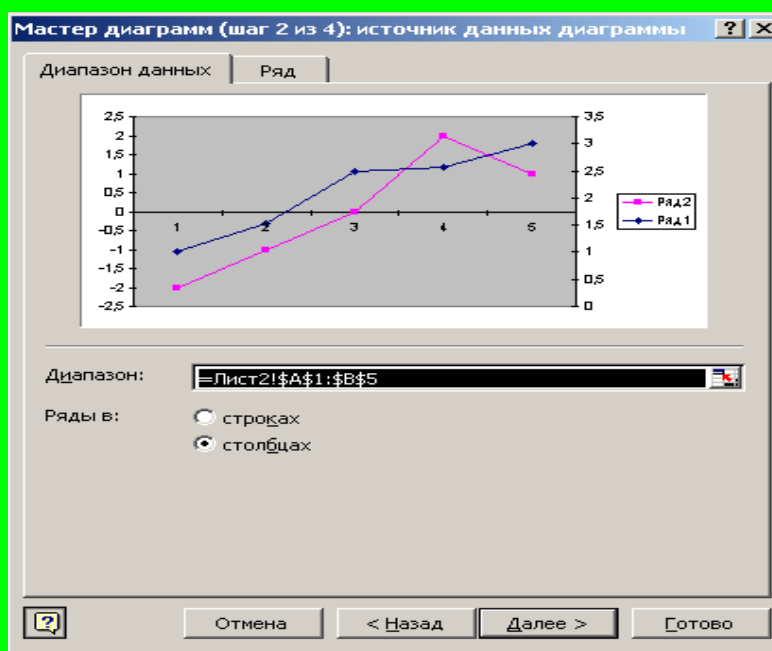 Мастер диаграмм (шаг 2 из 4): источник данных диаграммы
Диапазон данных Ряд
2,5 3,5
2 3
1,5 2,5
1 2
0,5 1,5
0 1
-0,5 0,5
-1 0
-1,5
-2
-2,5
1 2 3 4 5
Ряд2
Ряд1
Диапазон: =Лист2!$A$1:$B$5
Ряды в: строках
столбцах
Отмена < Назад Далее > Готово